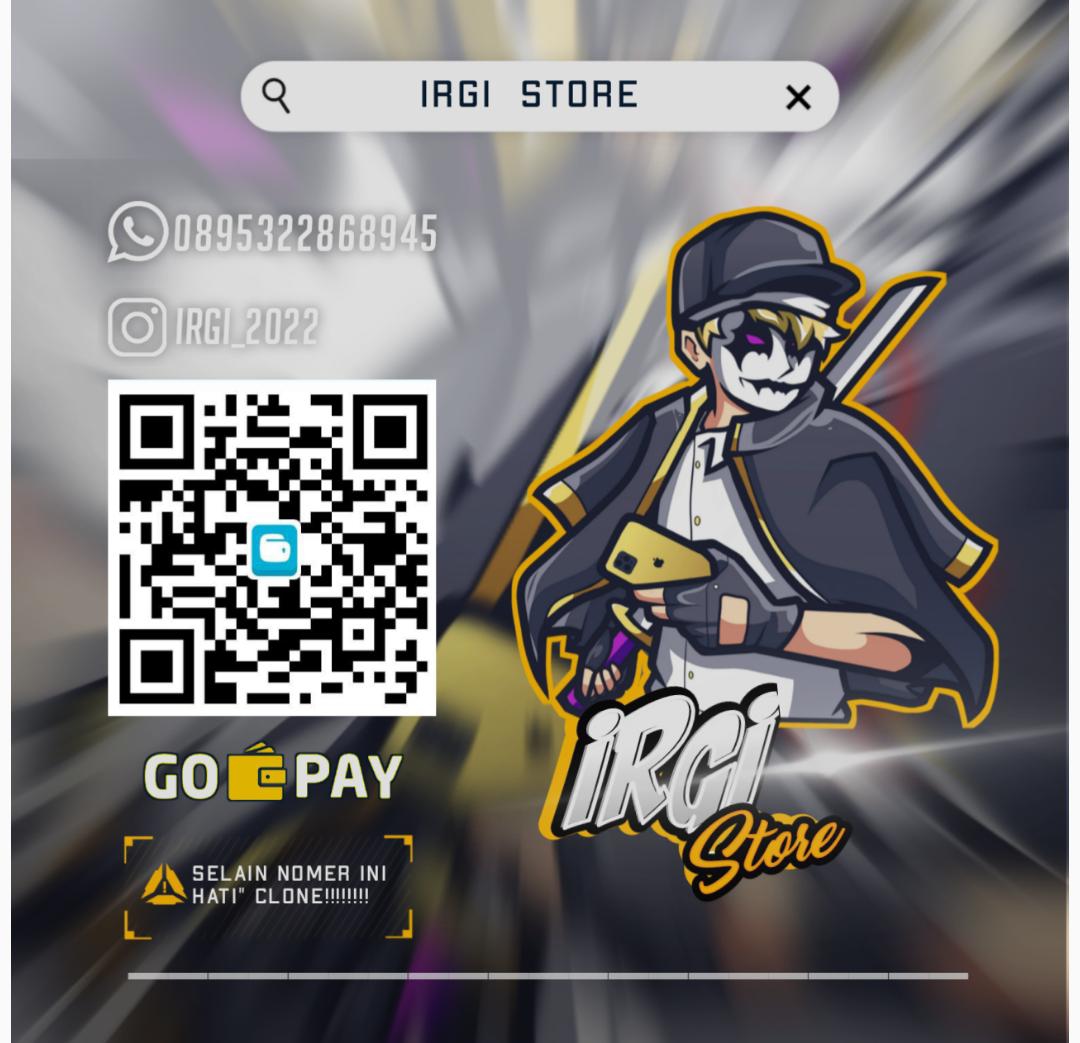 IRGI STORE
0895322868945
IRGI_2022
GO PAY
SELAIN NOMER INI
HATI" CLONE!!!!!!!!
iRGi
Store